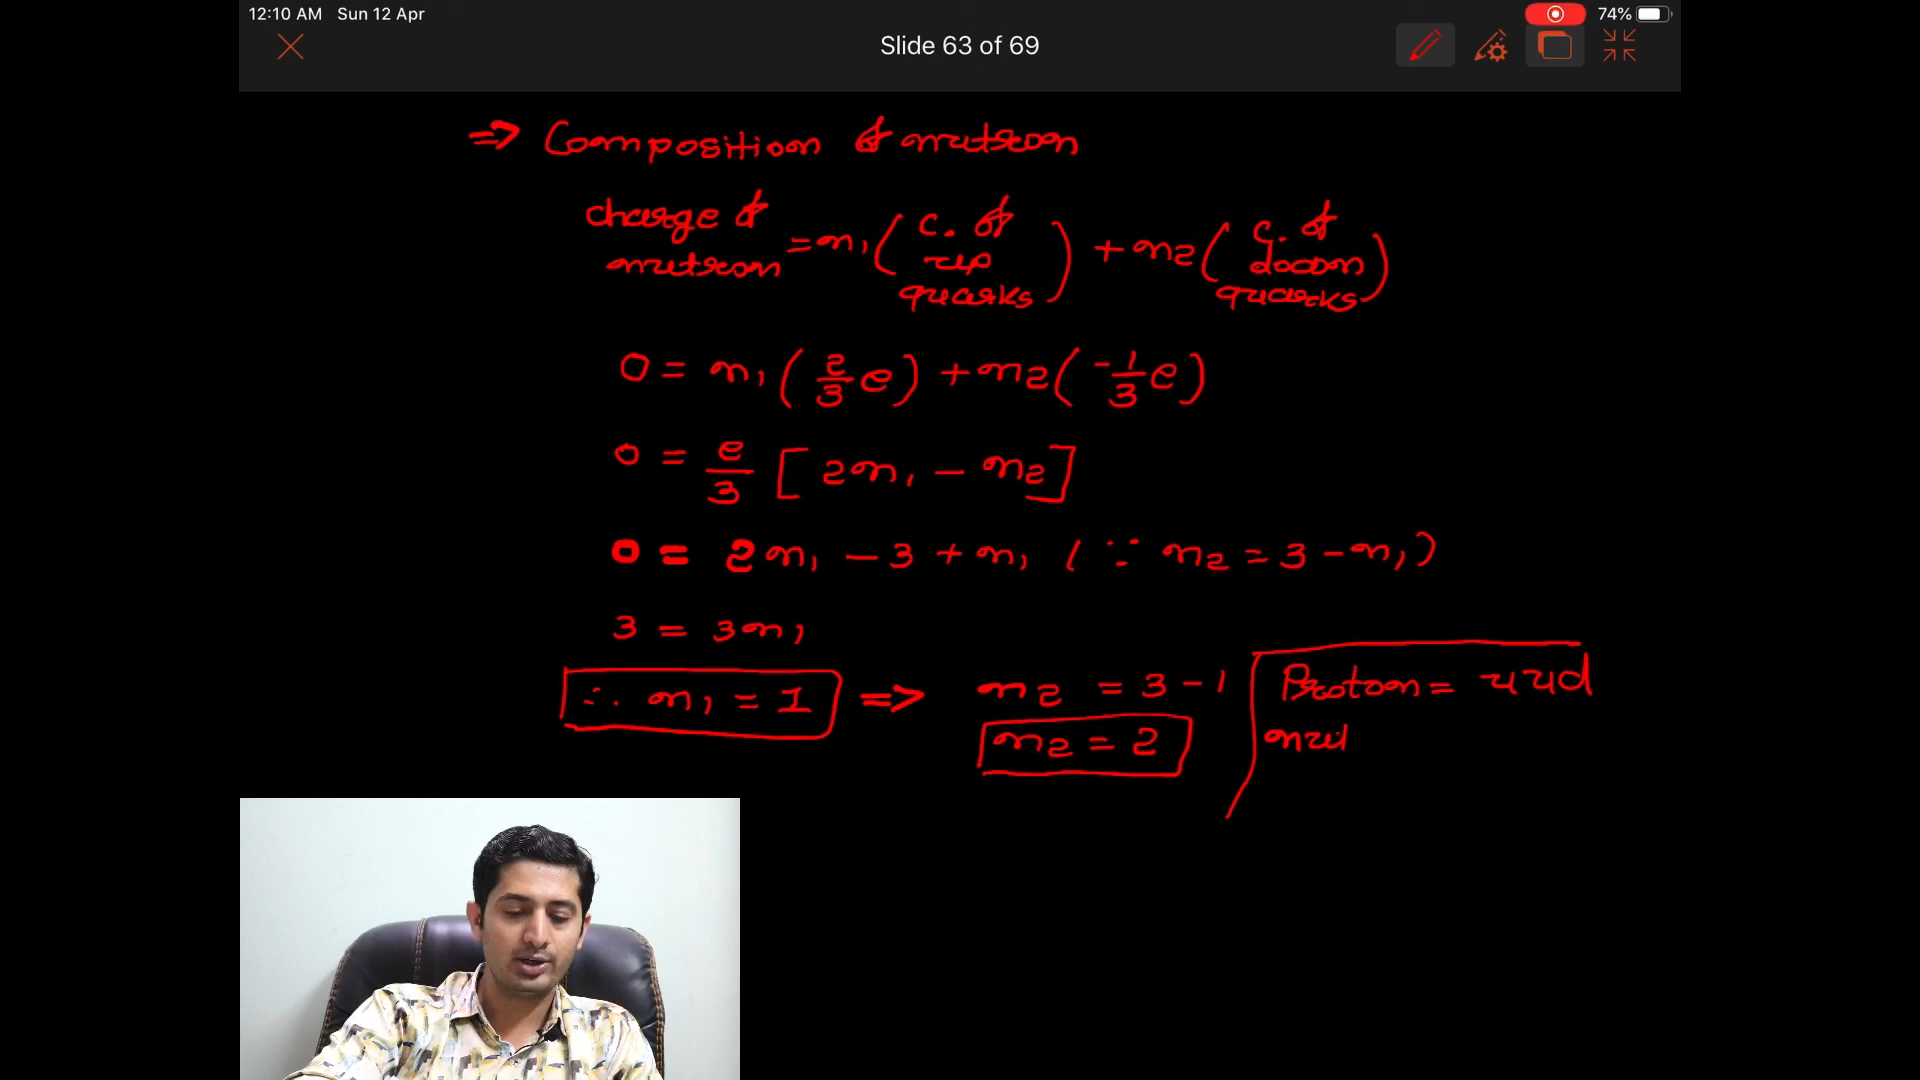 12:10 AM Sun 12 Apr
74%
Slide 63 of 69
⇒ Composition of neutron
charge of neutron = n₁ (c. of up quarks) + n₂ (c. of down quarks)
0 = n₁ (2/3 e) + n₂ (-1/3 e)
0 = e/3 [2n₁ - n₂]
0 = 2n₁ - 3 + n₁ (∵ n₂ = 3 - n₁)
3 = 3n₁
∴ n₁ = 1 ⇒ n₂ = 3 - 1
n₂ = 2
Proton = uud
neut